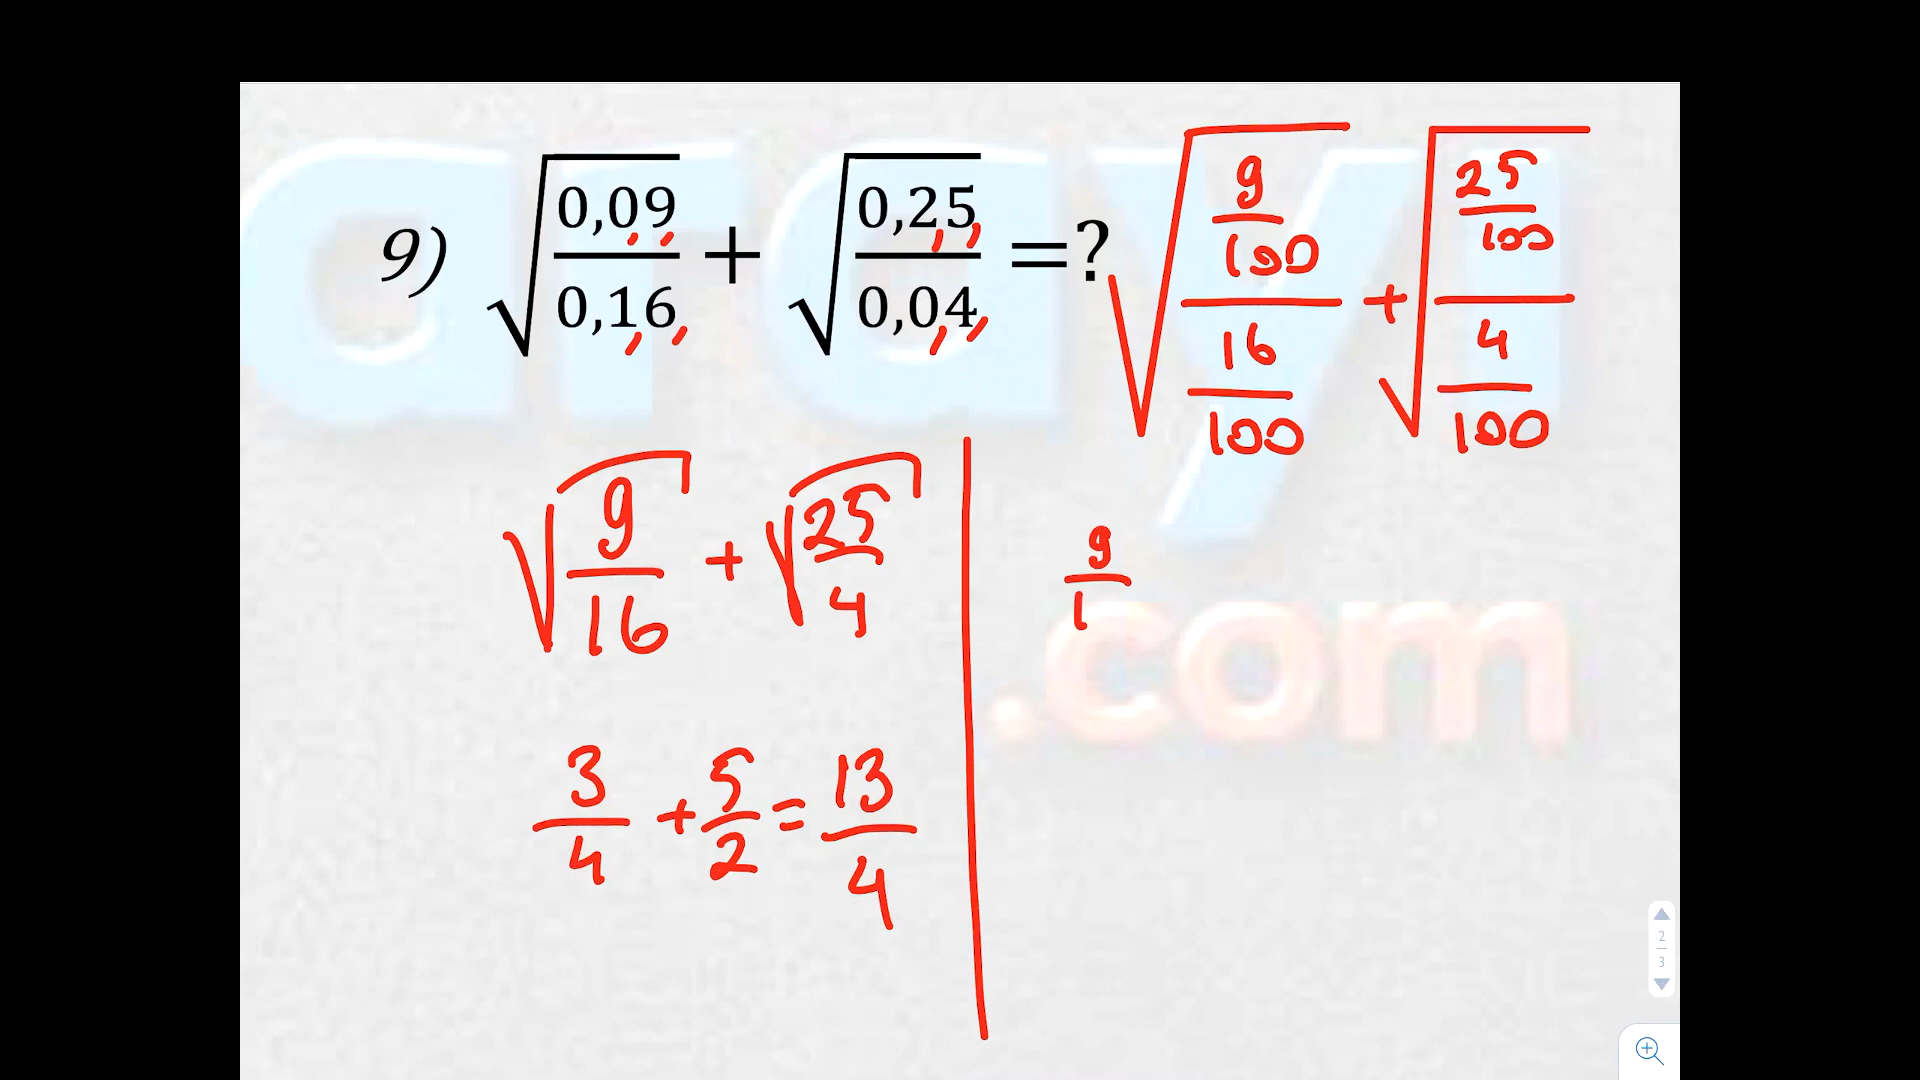 9) √(0,09/0,16) + √(0,25/0,04) =?
√((9/100)/(16/100)) + √((25/100)/(4/100))
√(9/16) + √(25/4)
9/1
3/4 + 5/2 = 13/4
arayl
.com
2
3